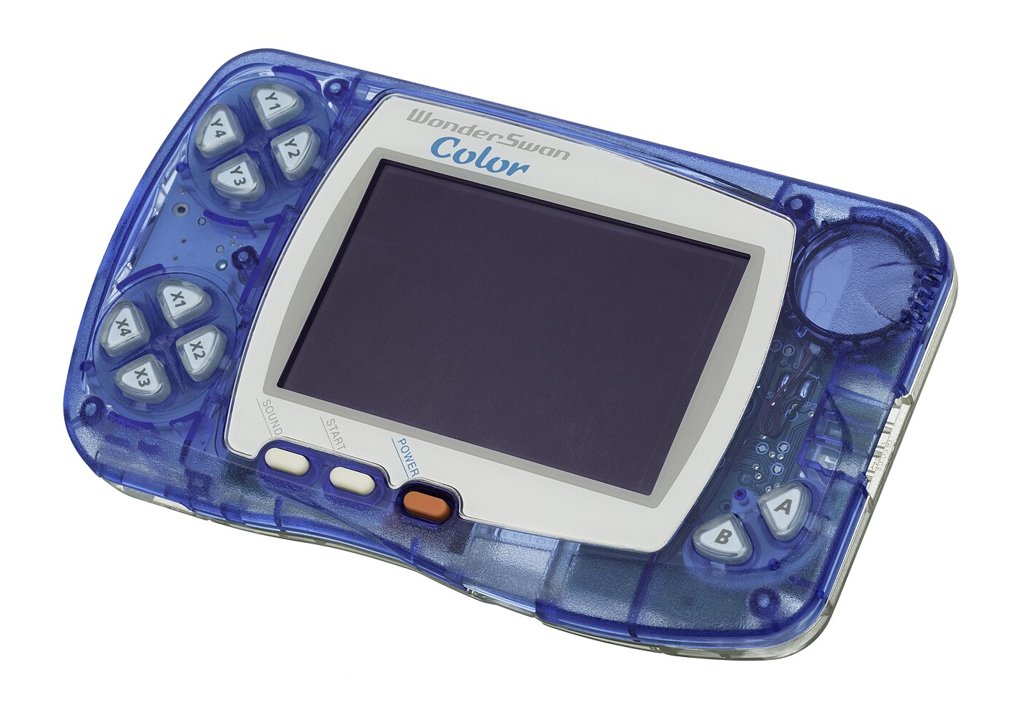 WonderSwan
Color
Y1
Y4
Y2
Y3
X1
X4
X2
X3
SOUND
START
POWER
A
B